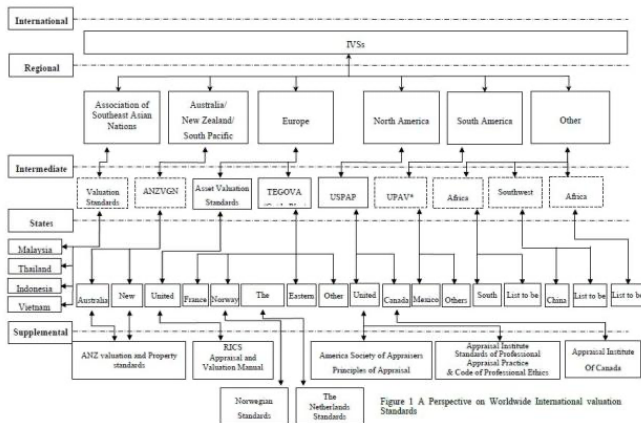 International
IVSs
Regional
Association of
Southeast Asian
Nations
Australia/
New Zealand/
South Pacific
Europe
North America
South America
Other
Intermediate
Valuation
Standards
ANZVGN
Asset Valuation
Standards
TEGOVA
USPAP
UPAV*
Africa
Southwest
Africa
States
Malaysia
Thailand
Indonesia
Vietnam
Australia
New
United
France
Norway
The
Eastern
Other
United
Canada
Mexico
Others
South
List to be
China
List to be
List to be
Supplemental
ANZ valuation and Property
standards
RICS
Appraisal and
Valuation Manual
America Society of Appraisers
Principles of Appraisal
Appraisal Institute
Standards of Professional
Appraisal Practice
& Code of Professional Ethics
Appraisal Institute
Of Canada
Norwegian
Standards
The
Netherlands
Standards
Figure 1 A Perspective on Worldwide International valuation
Standards